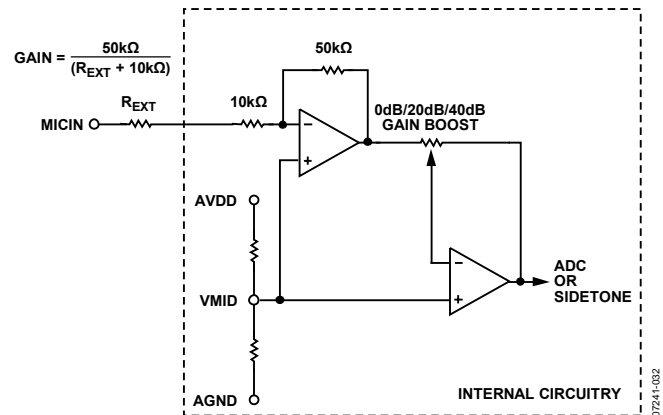 GAIN = 50kΩ / (REXT + 10kΩ)
50kΩ
REXT
10kΩ
MICIN
0dB/20dB/40dB
GAIN BOOST
AVDD
VMID
AGND
ADC
OR
SIDETONE
INTERNAL CIRCUITRY
07241-032